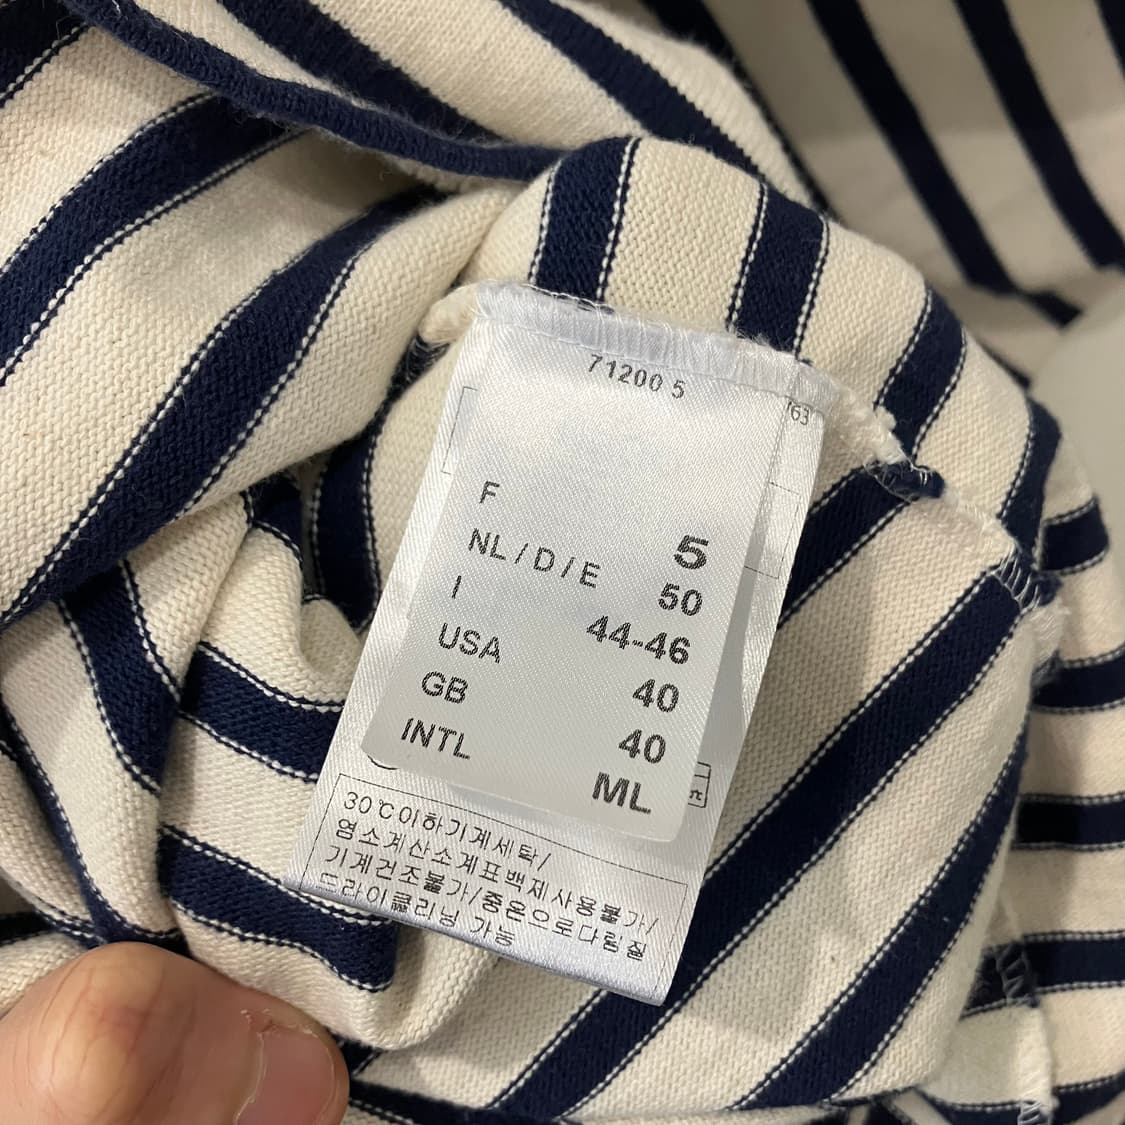 71200 5
763
F 5
NL / D / E 50
I 44-46
USA 40
GB 40
INTL ML
30℃이하기계세탁/
염소계산소계표백제사용불가/
기계건조불가/중온으로다림질
드라이클리닝 가능